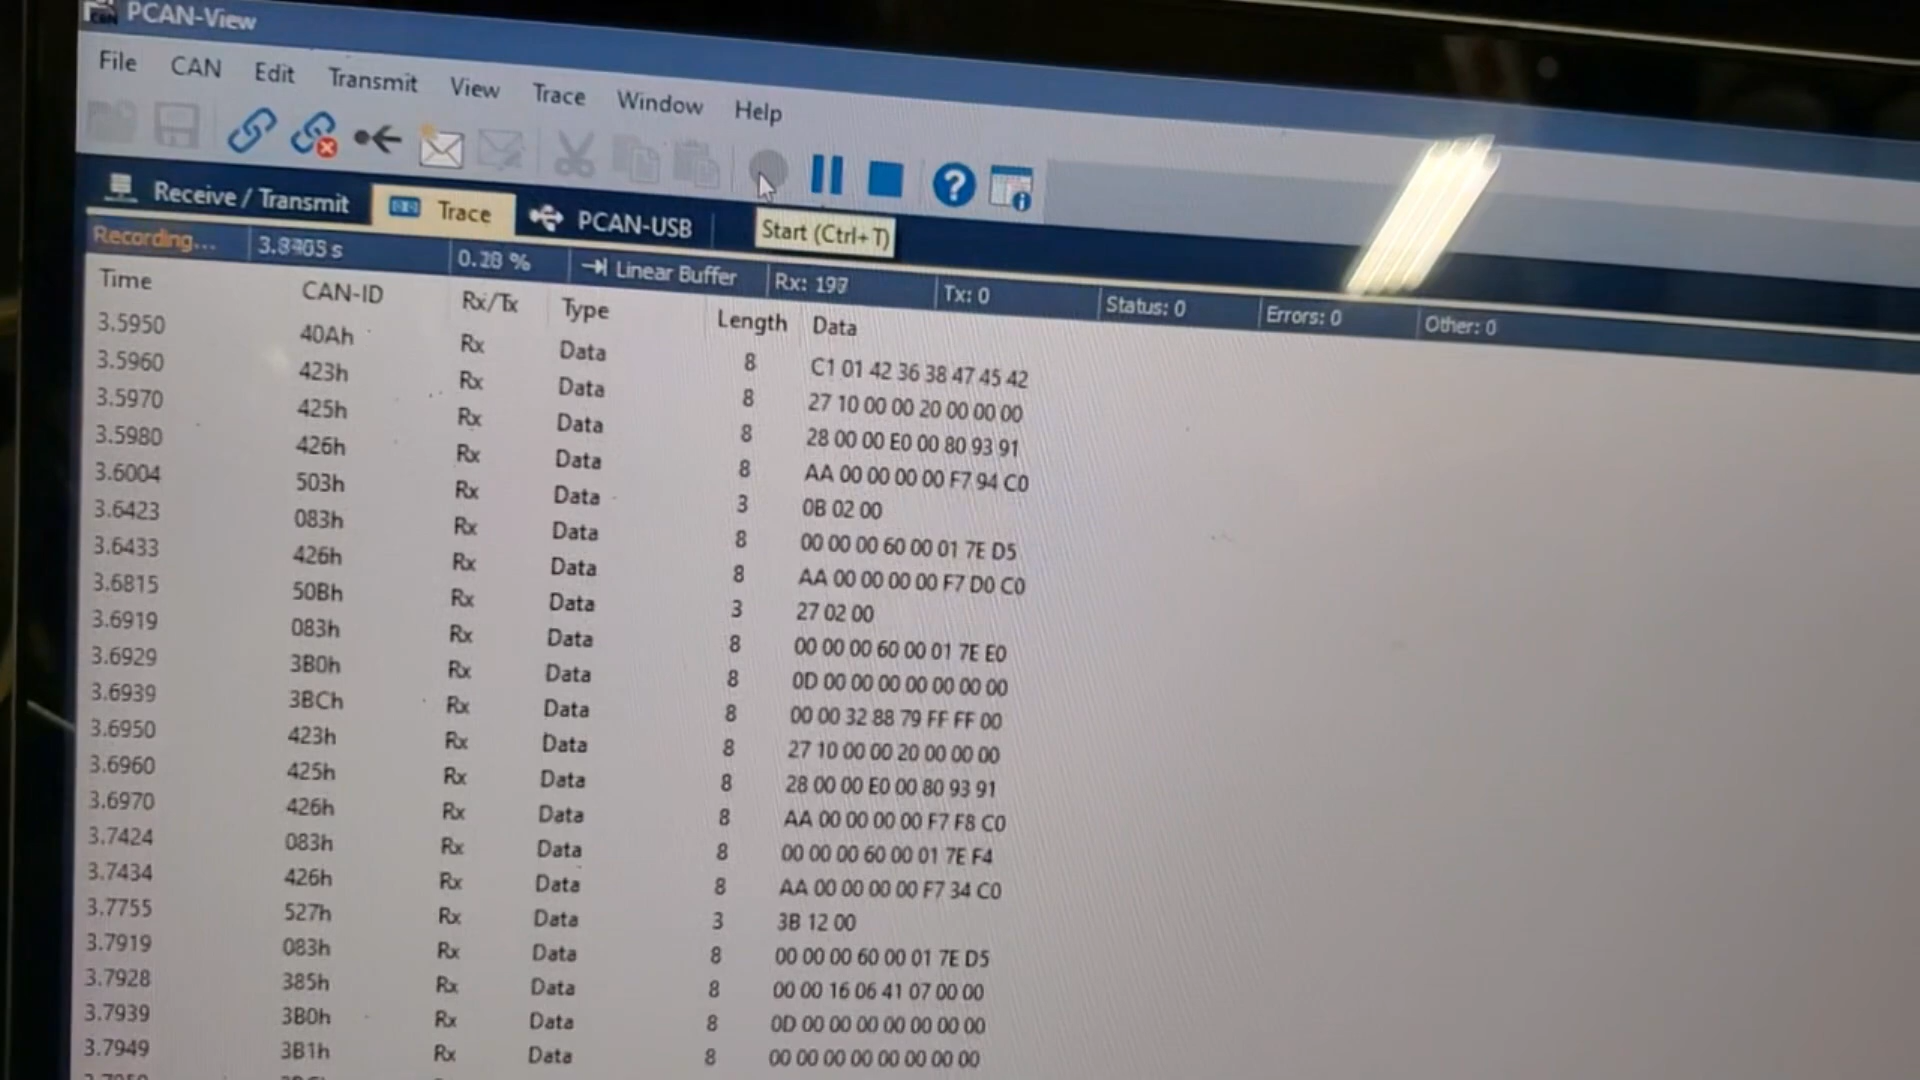 PCAN-View
File CAN Edit Transmit View Trace Window Help
Receive / Transmit Trace PCAN-USB
Start (Ctrl+T)
Recording... 0.28 % Linear Buffer Tx: 0 Status: 0 Errors: 0 Other: 0
Time CAN-ID Rx/Tx Type Length Data
3.5950 40Ah Rx Data 8 C1 01 42 36 38 47 45 42
3.5960 423h Rx Data 8 27 10 00 00 20 00 00 00
3.5970 425h Rx Data 8 28 00 00 E0 00 80 93 91
3.5980 426h Rx Data 8 AA 00 00 00 00 F7 94 C0
3.6004 503h Rx Data 3 0B 02 00
3.6423 083h Rx Data 8 00 00 00 60 00 01 7E D5
3.6433 426h Rx Data 8 AA 00 00 00 00 F7 D0 C0
3.6815 50Bh Rx Data 3 27 02 00
3.6919 083h Rx Data 8 00 00 00 60 00 01 7E E0
3.6929 3B0h Rx Data 8 0D 00 00 00 00 00 00 00
3.6939 3BCh Rx Data 8 00 00 32 88 79 FF FF 00
3.6950 423h Rx Data 8 27 10 00 00 20 00 00 00
3.6960 425h Rx Data 8 28 00 00 E0 00 80 93 91
3.6970 426h Rx Data 8 AA 00 00 00 00 F7 F8 C0
3.7424 083h Rx Data 8 00 00 00 60 00 01 7E F4
3.7434 426h Rx Data 8 AA 00 00 00 00 F7 34 C0
3.7755 527h Rx Data 3 3B 12 00
3.7919 083h Rx Data 8 00 00 00 60 00 01 7E D5
3.7928 385h Rx Data 8 00 00 16 06 41 07 00 00
3.7939 3B0h Rx Data 8 0D 00 00 00 00 00 00 00
3.7949 3B1h Rx Data 8 00 00 00 00 00 00 00 00